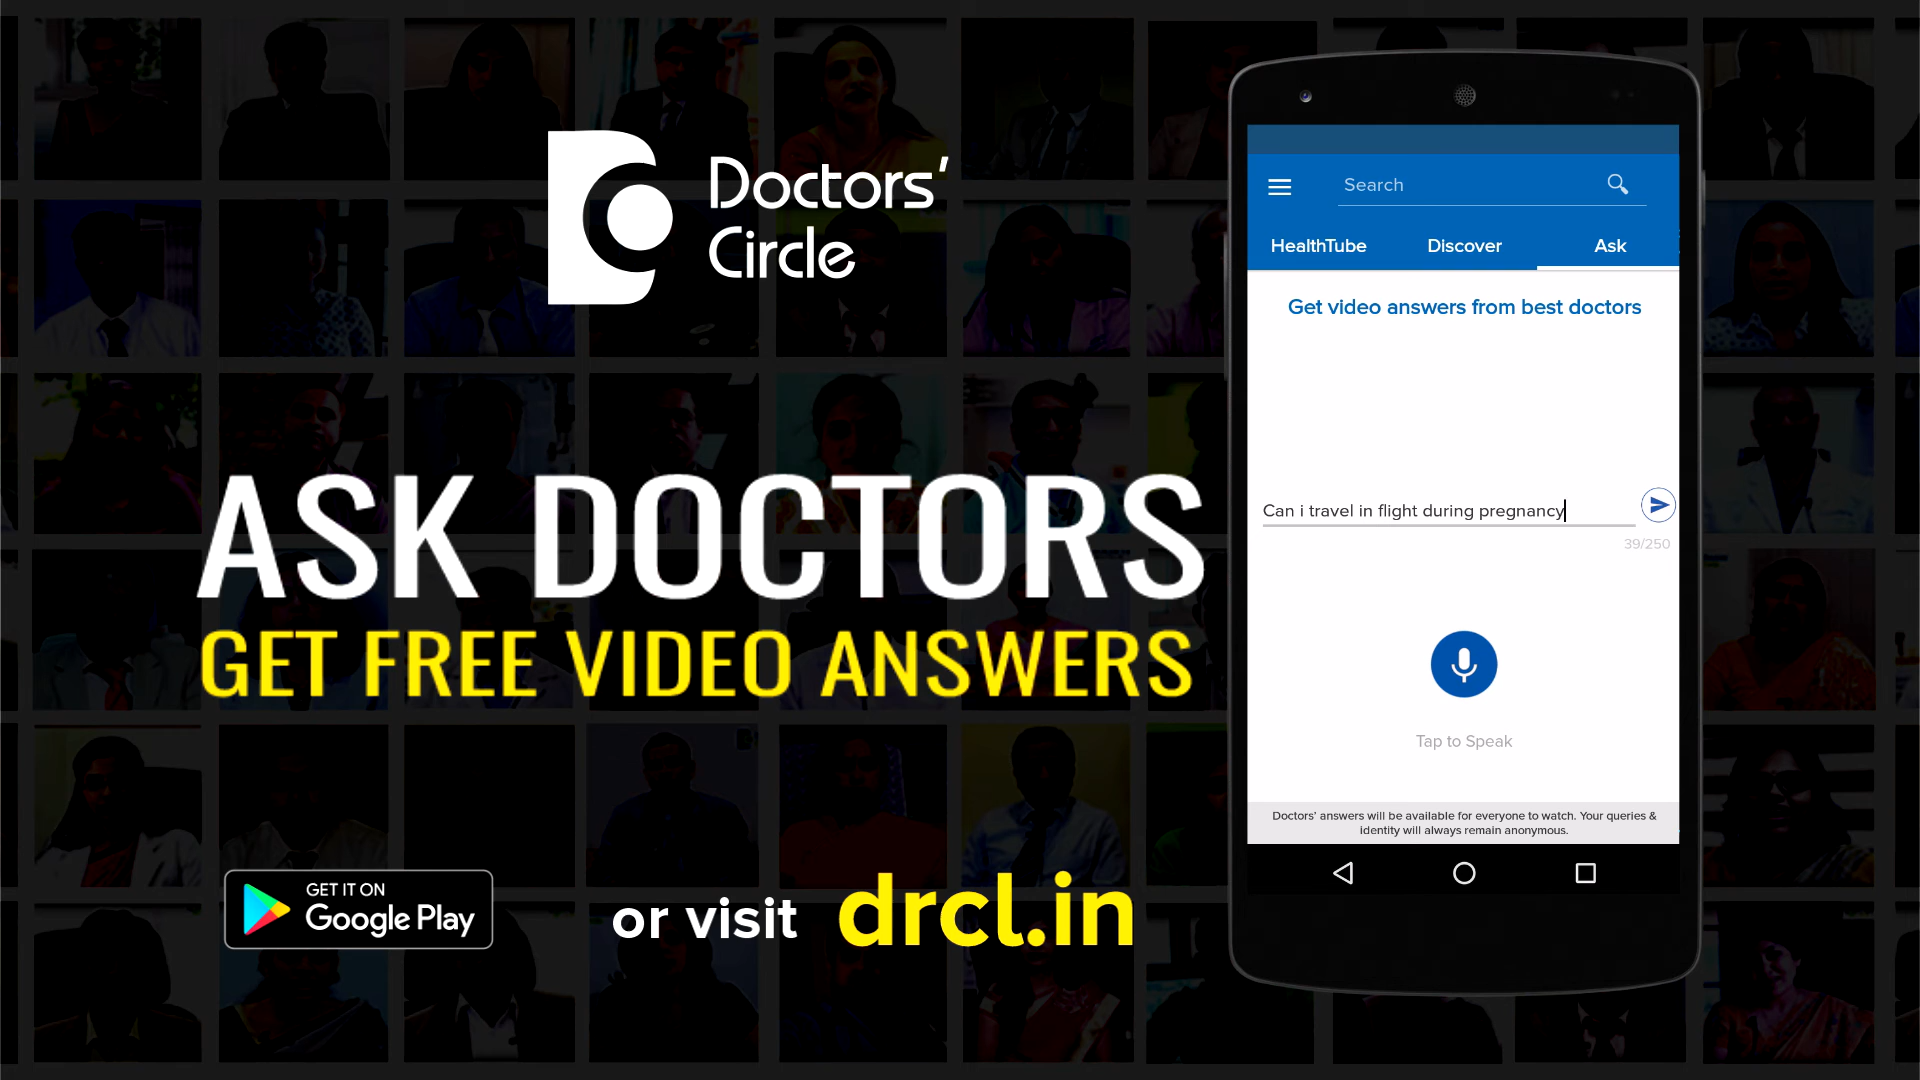 Doctors'
Circle
ASK DOCTORS
GET FREE VIDEO ANSWERS
GET IT ON
Google Play
or visit drcl.in
Search
HealthTube Discover Ask
Get video answers from best doctors
Can i travel in flight during pregnancy
39/250
Tap to Speak
Doctors' answers will be available for everyone to watch. Your queries &
identity will always remain anonymous.